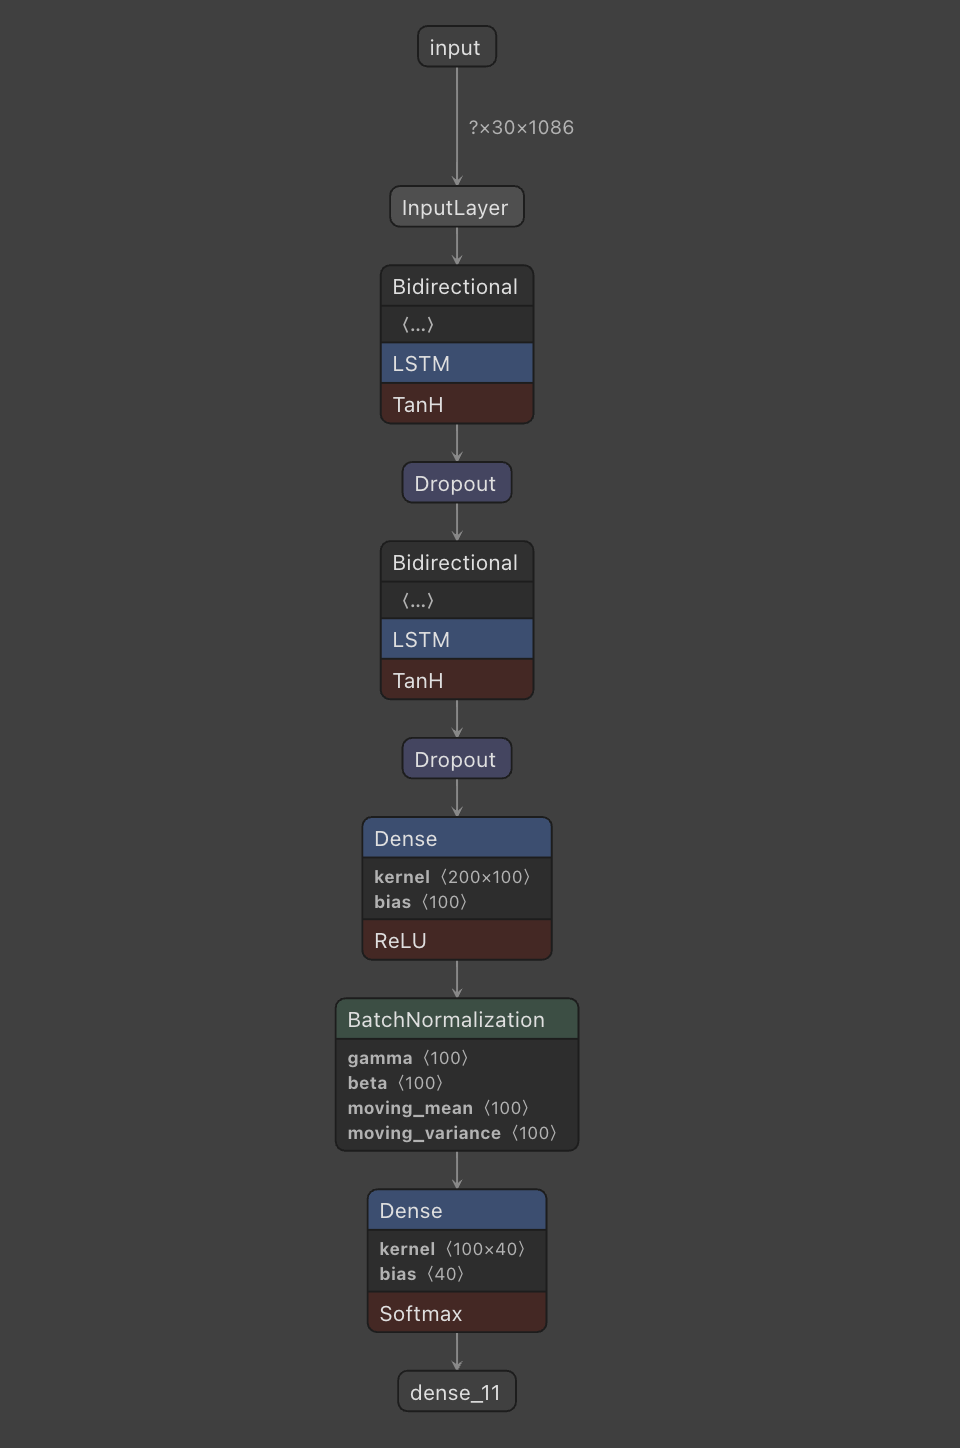 input
?×30×1086
InputLayer
Bidirectional
⟨...⟩
LSTM
TanH
Dropout
Bidirectional
⟨...⟩
LSTM
TanH
Dropout
Dense
kernel ⟨200×100⟩
bias ⟨100⟩
ReLU
BatchNormalization
gamma ⟨100⟩
beta ⟨100⟩
moving_mean ⟨100⟩
moving_variance ⟨100⟩
Dense
kernel ⟨100×40⟩
bias ⟨40⟩
Softmax
dense_11